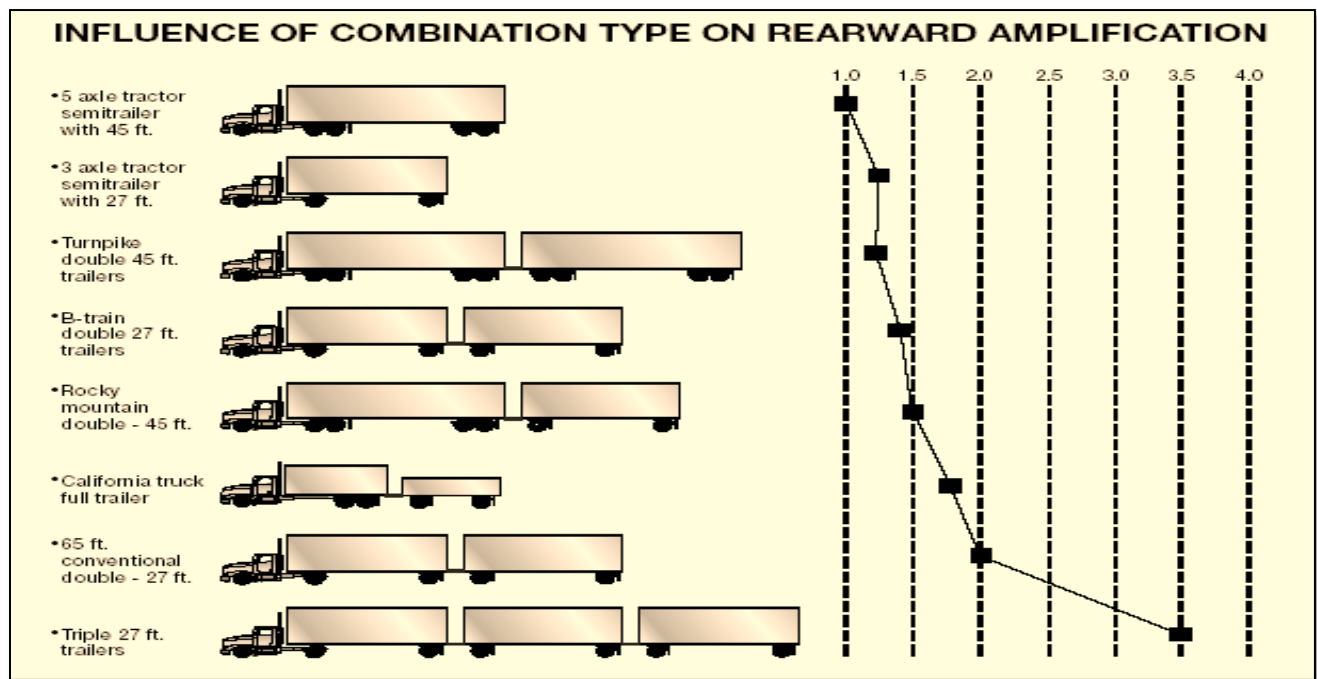 INFLUENCE OF COMBINATION TYPE ON REARWARD AMPLIFICATION
1.0 1.5 2.0 2.5 3.0 3.5 4.0
•5 axle tractor
semitrailer
with 45 ft.
•3 axle tractor
semitrailer
with 27 ft.
•Turnpike
double 45 ft.
trailers
•B-train
double 27 ft.
trailers
•Rocky
mountain
double - 45 ft.
•California truck
full trailer
•65 ft.
conventional
double - 27 ft.
•Triple 27 ft.
trailers